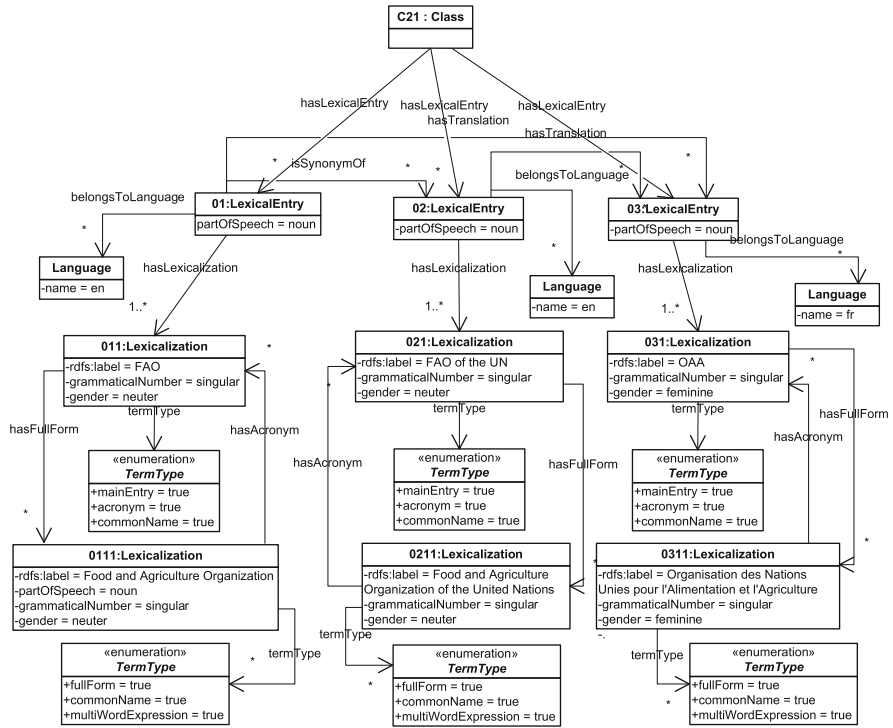 C21 : Class
hasLexicalEntry
hasLexicalEntry
hasLexicalEntry
hasTranslation
hasTranslation
*
isSynonymOf
*
*
*
*
belongsToLanguage
belongsToLanguage
01:LexicalEntry
partOfSpeech = noun
02:LexicalEntry
-partOfSpeech = noun
03:LexicalEntry
-partOfSpeech = noun
*
*
belongsToLanguage
*
Language
-name = en
hasLexicalization
hasLexicalization
hasLexicalization
Language
-name = en
Language
-name = fr
1..*
1..*
1..*
011:Lexicalization
-rdfs:label = FAO
-grammaticalNumber = singular
-gender = neuter
*
021:Lexicalization
-rdfs:label = FAO of the UN
-grammaticalNumber = singular
-gender = neuter
*
031:Lexicalization
-rdfs:label = OAA
-grammaticalNumber = singular
-gender = feminine
*
*
termType
termType
termType
hasFullForm
hasAcronym
hasAcronym
hasFullForm
hasAcronym
hasFullForm
«enumeration»
TermType
+mainEntry = true
+acronym = true
+commonName = true
«enumeration»
TermType
+mainEntry = true
+acronym = true
+commonName = true
«enumeration»
TermType
+mainEntry = true
+acronym = true
+commonName = true
*
*
*
0111:Lexicalization
-rdfs:label = Food and Agriculture Organization
-partOfSpeech = noun
-grammaticalNumber = singular
-gender = neuter
0211:Lexicalization
-rdfs:label = Food and Agriculture
Organization of the United Nations
-grammaticalNumber = singular
-gender = neuter
0311:Lexicalization
-rdfs:label = Organisation des Nations
Unies pour l'Alimentation et l'Agriculture
-grammaticalNumber = singular
-gender = feminine
-.
termType
termType
termType
*
*
*
«enumeration»
TermType
+fullForm = true
+commonName = true
+multiWordExpression = true
«enumeration»
TermType
+fullForm = true
+commonName = true
+multiWordExpression = true
«enumeration»
TermType
+fullForm = true
+commonName = true
+multiWordExpression = true